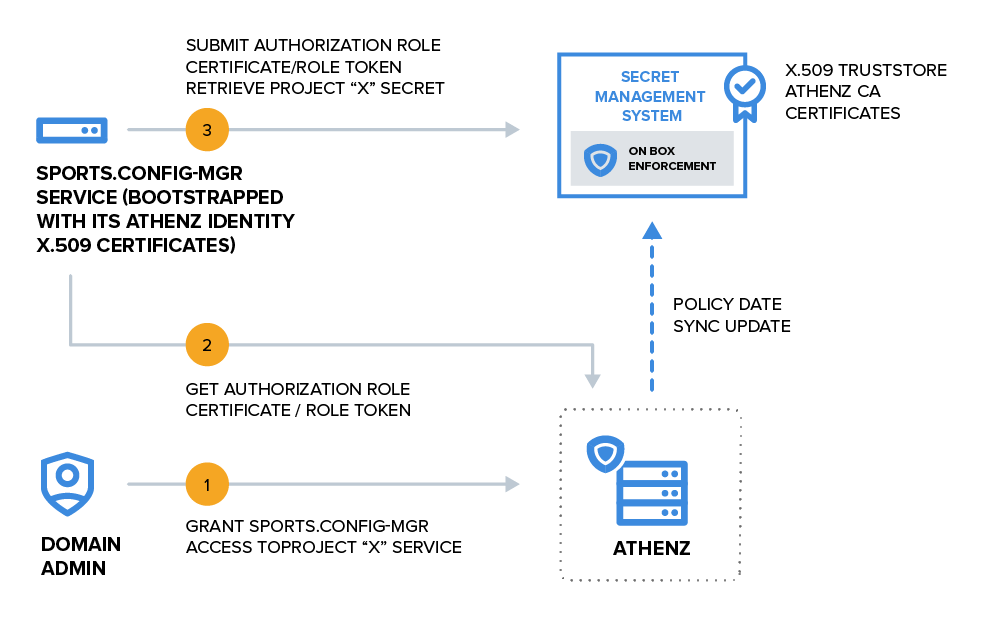 SUBMIT AUTHORIZATION ROLE
CERTIFICATE/ROLE TOKEN
RETRIEVE PROJECT “X” SECRET
3
SPORTS.CONFIG-MGR
SERVICE (BOOTSTRAPPED
WITH ITS ATHENZ IDENTITY
X.509 CERTIFICATES)
SECRET
MANAGEMENT
SYSTEM
ON BOX
ENFORCEMENT
X.509 TRUSTSTORE
ATHENZ CA
CERTIFICATES
POLICY DATE
SYNC UPDATE
2
GET AUTHORIZATION ROLE
CERTIFICATE / ROLE TOKEN
1
GRANT SPORTS.CONFIG-MGR
ACCESS TOPROJECT “X” SERVICE
DOMAIN
ADMIN
ATHENZ